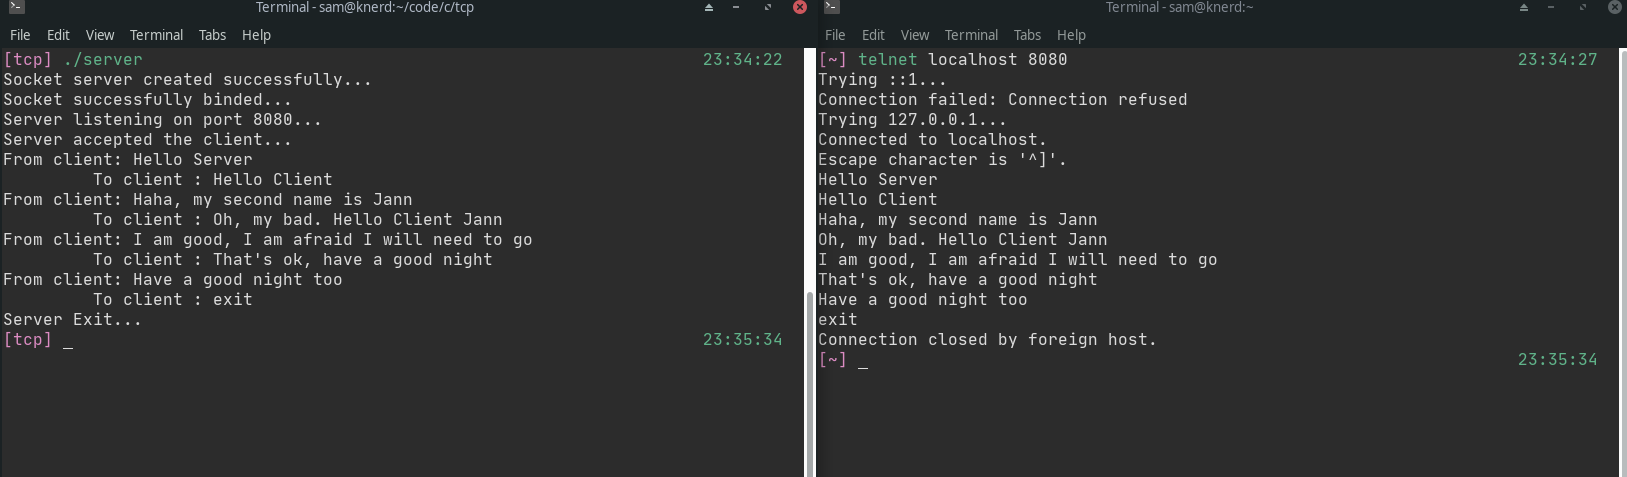 Terminal - sam@knerd:~/code/c/tcp
File Edit View Terminal Tabs Help
[tcp] ./server 23:34:22
Socket server created successfully...
Socket successfully binded...
Server listening on port 8080...
Server accepted the client...
From client: Hello Server
To client : Hello Client
From client: Haha, my second name is Jann
To client : Oh, my bad. Hello Client Jann
From client: I am good, I am afraid I will need to go
To client : That's ok, have a good night
From client: Have a good night too
To client : exit
Server Exit...
[tcp] _ 23:35:34
Terminal - sam@knerd:~
File Edit View Terminal Tabs Help
[~] telnet localhost 8080 23:34:27
Trying ::1...
Connection failed: Connection refused
Trying 127.0.0.1...
Connected to localhost.
Escape character is '^]'.
Hello Server
Hello Client
Haha, my second name is Jann
Oh, my bad. Hello Client Jann
I am good, I am afraid I will need to go
That's ok, have a good night
Have a good night too
exit
Connection closed by foreign host.
[~] _ 23:35:34